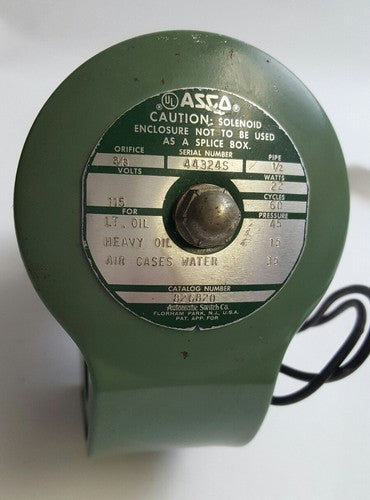 UL ASCO ®
CAUTION: SOLENOID
ENCLOSURE NOT TO BE USED
AS A SPLICE BOX.
ORIFICE SERIAL NUMBER PIPE
3/8 44324S 1/2
VOLTS WATTS
22
CYCLES
115 60
FOR PRESSURE
LT. OIL 45
HEAVY OIL 15
AIR GASES WATER
CATALOG NUMBER
Automatic Switch Co.
FLORHAM PARK, N.J., U.S.A.
PAT. APP. FOR